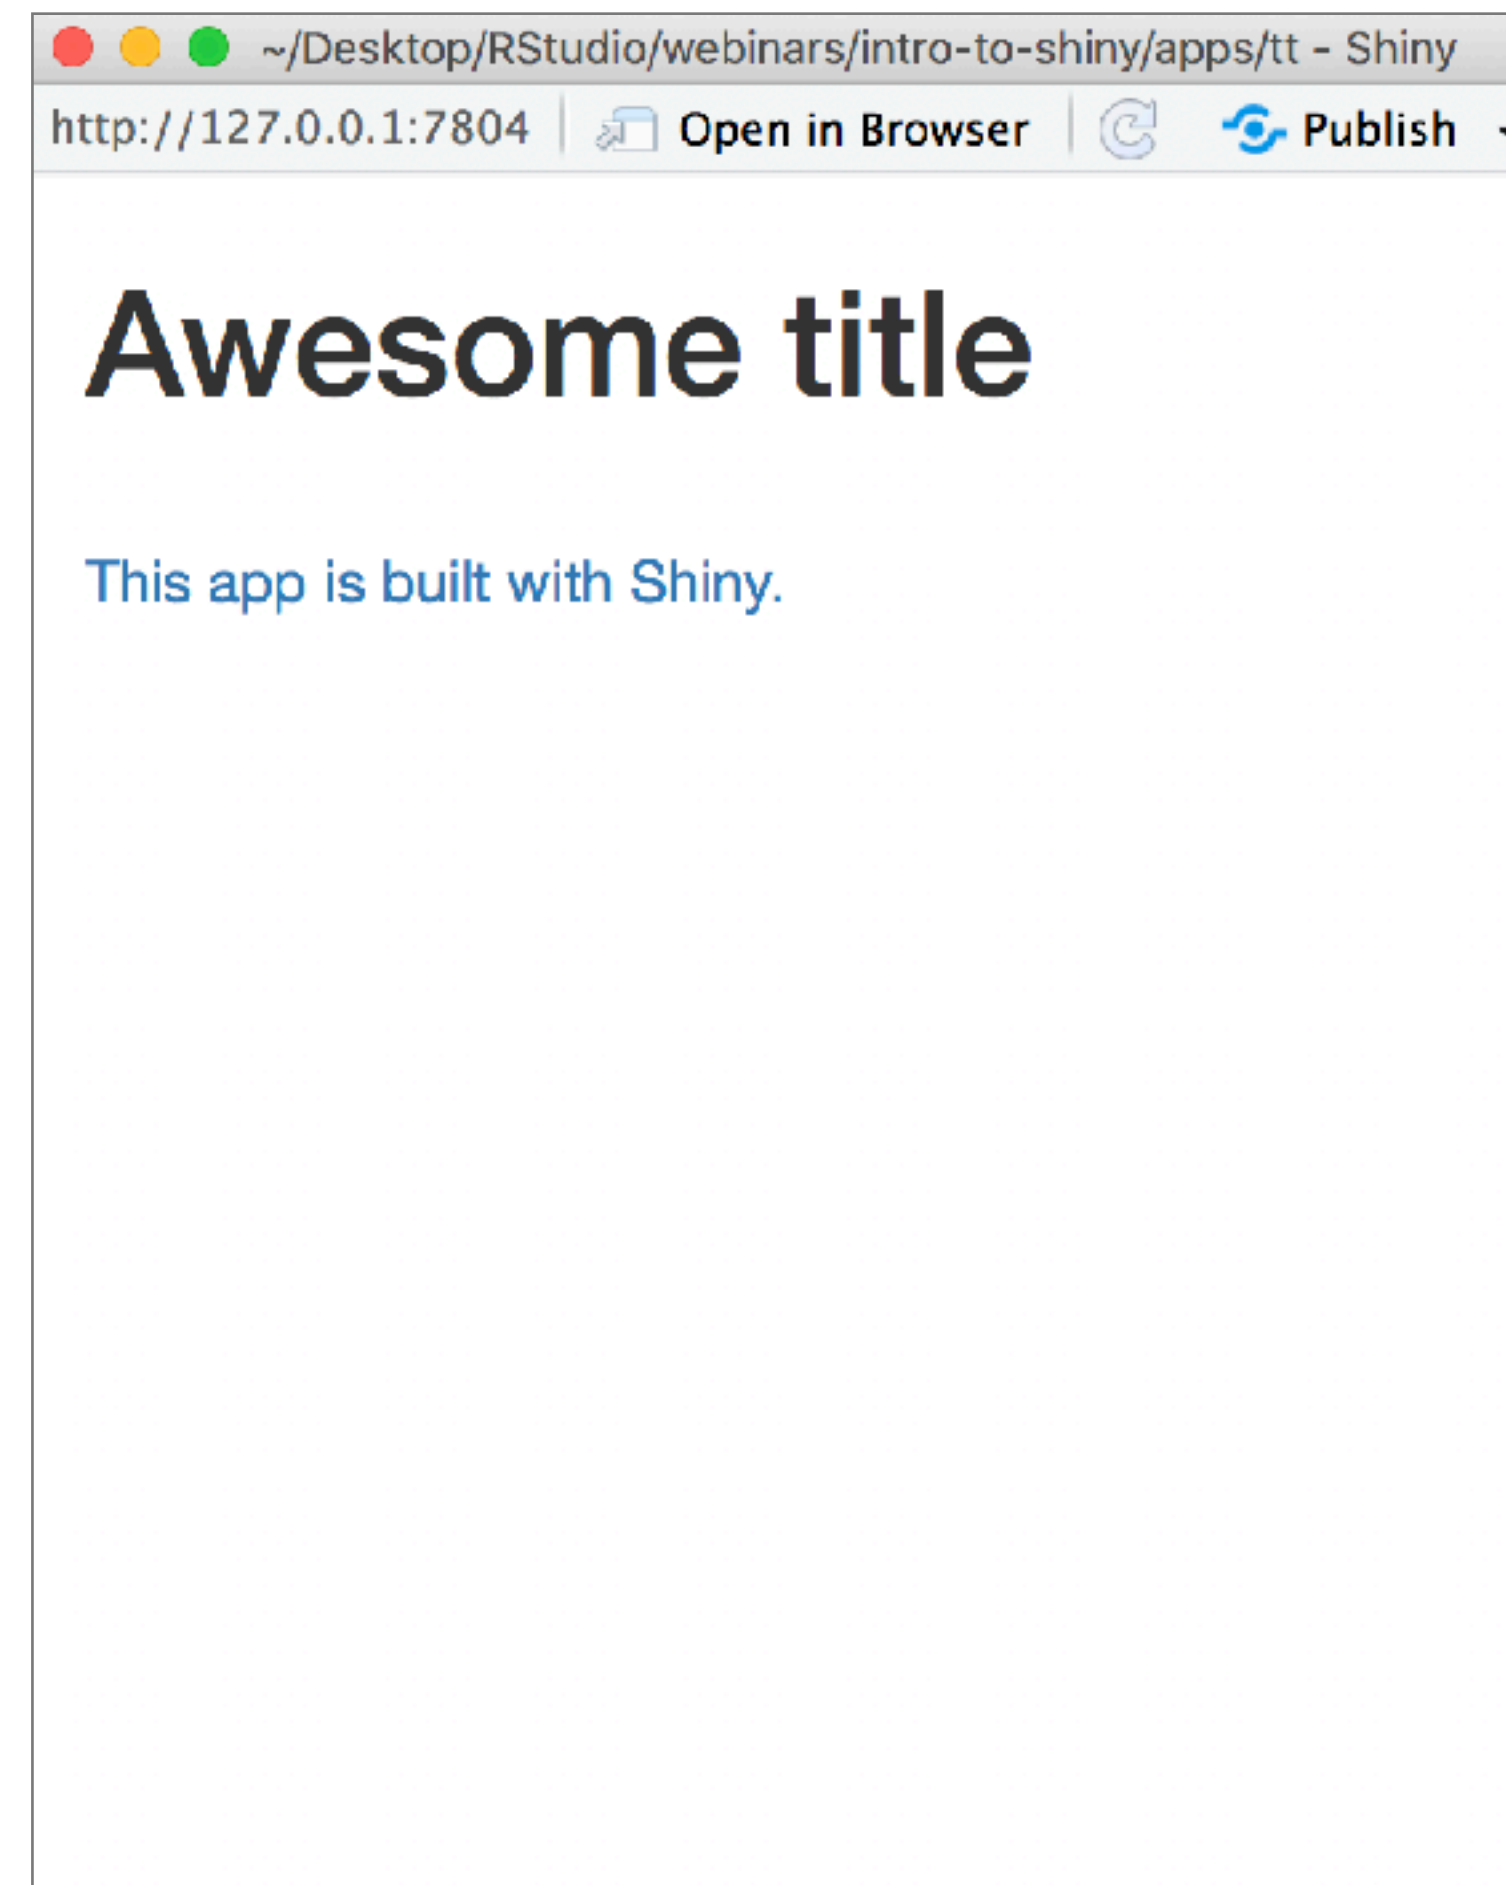 ~/Desktop/RStudio/webinars/intro-to-shiny/apps/tt - Shiny
http://127.0.0.1:7804 Open in Browser Publish
Awesome title
This app is built with Shiny.